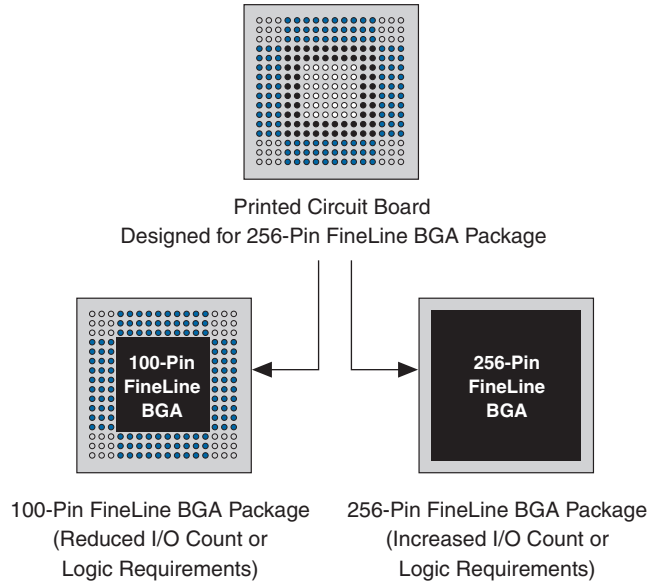 Printed Circuit Board
Designed for 256-Pin FineLine BGA Package
100-Pin
FineLine
BGA
256-Pin
FineLine
BGA
100-Pin FineLine BGA Package
(Reduced I/O Count or
Logic Requirements)
256-Pin FineLine BGA Package
(Increased I/O Count or
Logic Requirements)